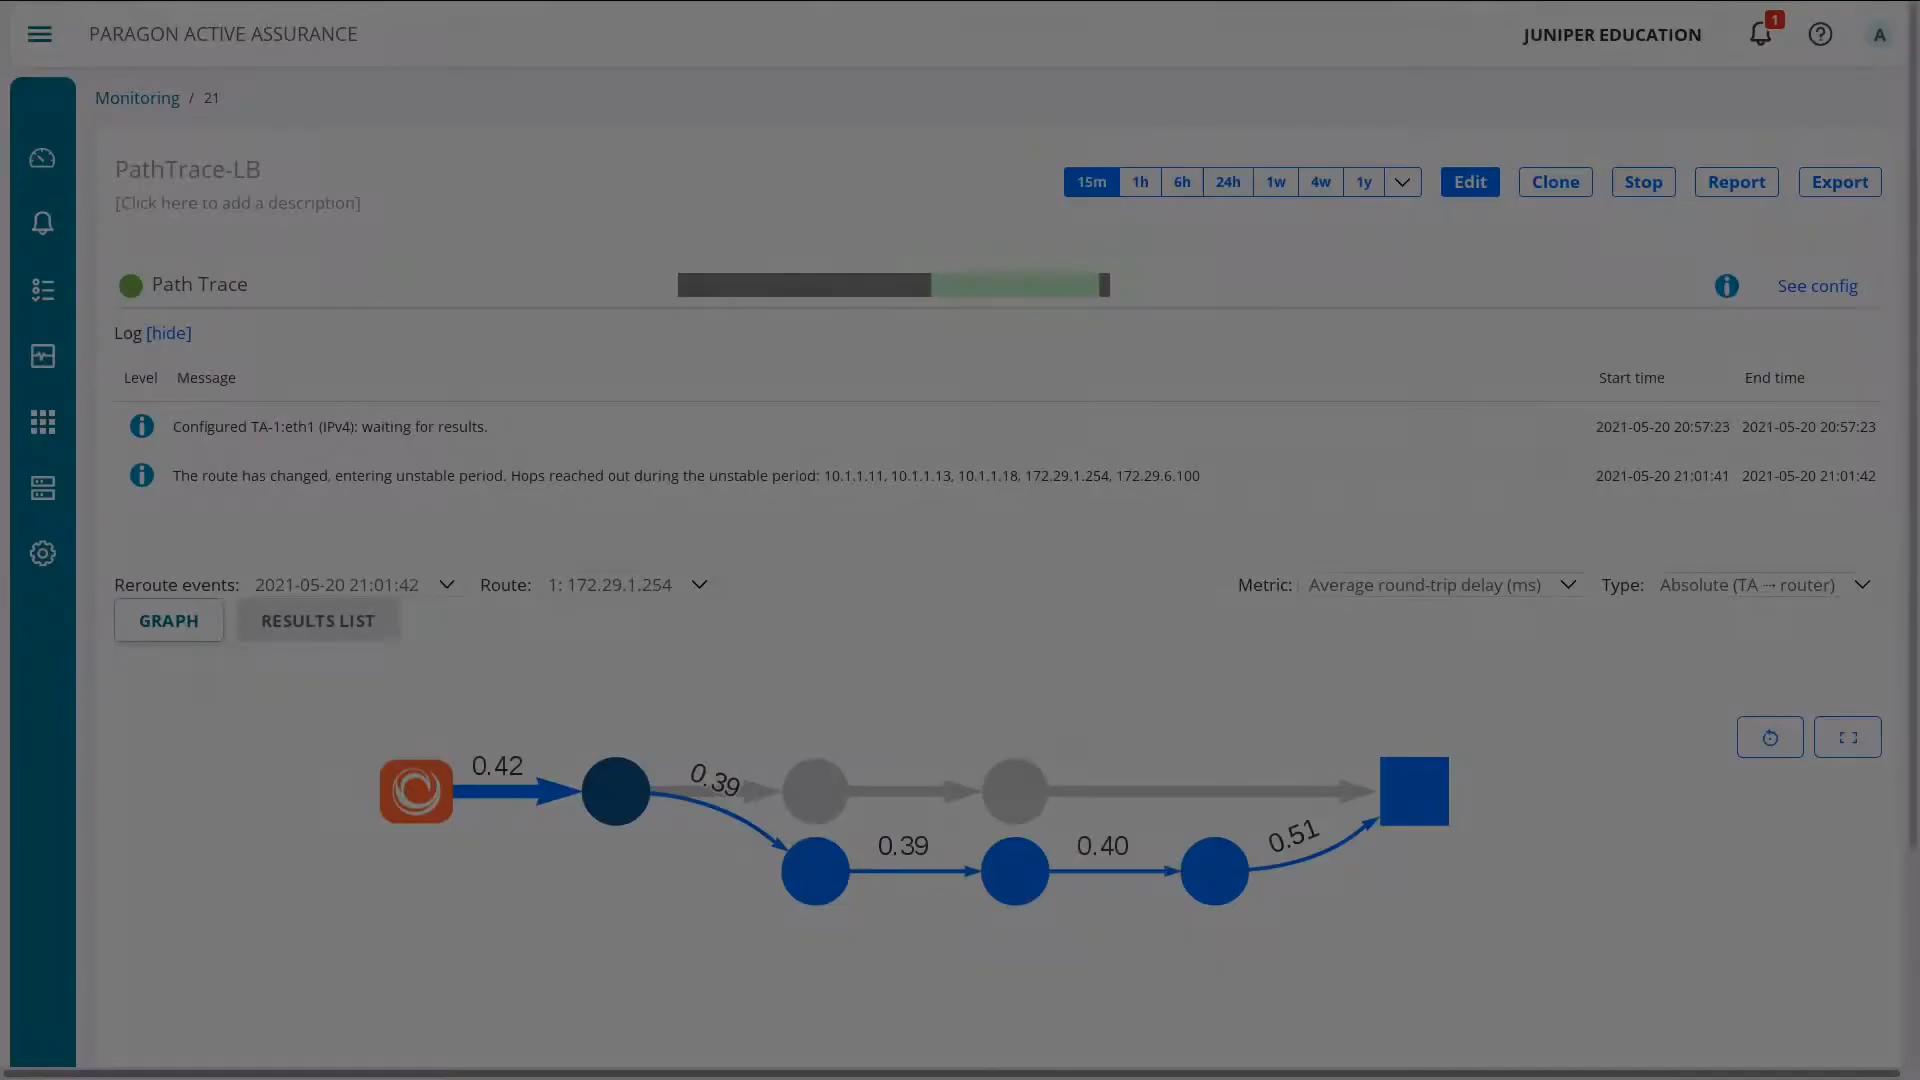 PARAGON ACTIVE ASSURANCE
JUNIPER EDUCATION
1
A
Monitoring / 21
PathTrace-LB
[Click here to add a description]
15m 1h 6h 24h 1w 4w 1y
Edit
Clone
Stop
Report
Export
Path Trace
See config
Log [hide]
Level Message Start time End time
Configured TA-1:eth1 (IPv4): waiting for results. 2021-05-20 20:57:23 2021-05-20 20:57:23
The route has changed, entering unstable period. Hops reached out during the unstable period: 10.1.1.11, 10.1.1.13, 10.1.1.18, 172.29.1.254, 172.29.6.100 2021-05-20 21:01:41 2021-05-20 21:01:42
Reroute events: 2021-05-20 21:01:42 Route: 1: 172.29.1.254 Metric: Average round-trip delay (ms) Type: Absolute (TA → router)
GRAPH RESULTS LIST
0.42
0.39
0.39
0.40
0.51